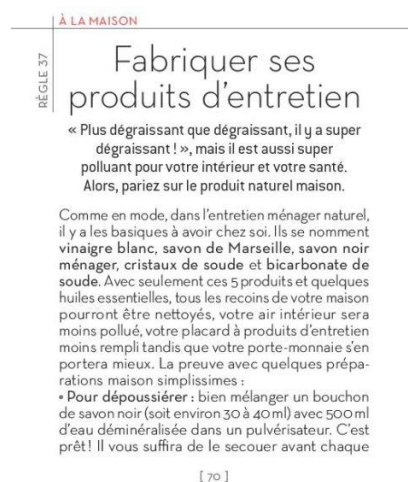 À LA MAISON
RÈGLE 37
Fabriquer ses
produits d'entretien
« Plus dégraissant que dégraissant, il y a super
dégraissant ! », mais il est aussi super
polluant pour votre intérieur et votre santé.
Alors, pariez sur le produit naturel maison.
Comme en mode, dans l'entretien ménager naturel,
il y a les basiques à avoir chez soi. Ils se nomment
vinaigre blanc, savon de Marseille, savon noir
ménager, cristaux de soude et bicarbonate de
soude. Avec seulement ces 5 produits et quelques
huiles essentielles, tous les recoins de votre maison
pourront être nettoyés, votre air intérieur sera
moins pollué, votre placard à produits d'entretien
moins rempli tandis que votre porte-monnaie s'en
portera mieux. La preuve avec quelques prépa-
rations maison simplissimes :
• Pour dépoussiérer : bien mélanger un bouchon
de savon noir (soit environ 30 à 40 ml) avec 500 ml
d'eau déminéralisée dans un pulvérisateur. C'est
prêt ! Il vous suffira de le secouer avant chaque
[ 70 ]